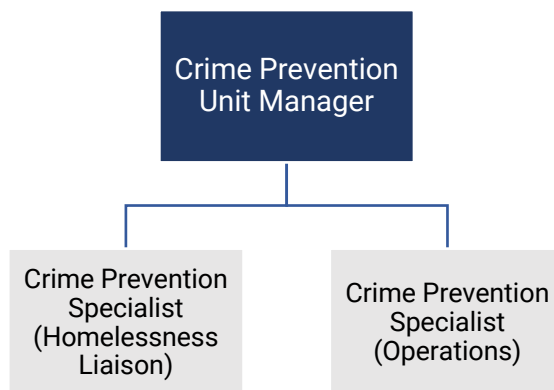 Crime Prevention
Unit Manager
Crime Prevention
Specialist
(Homelessness
Liaison)
Crime Prevention
Specialist
(Operations)